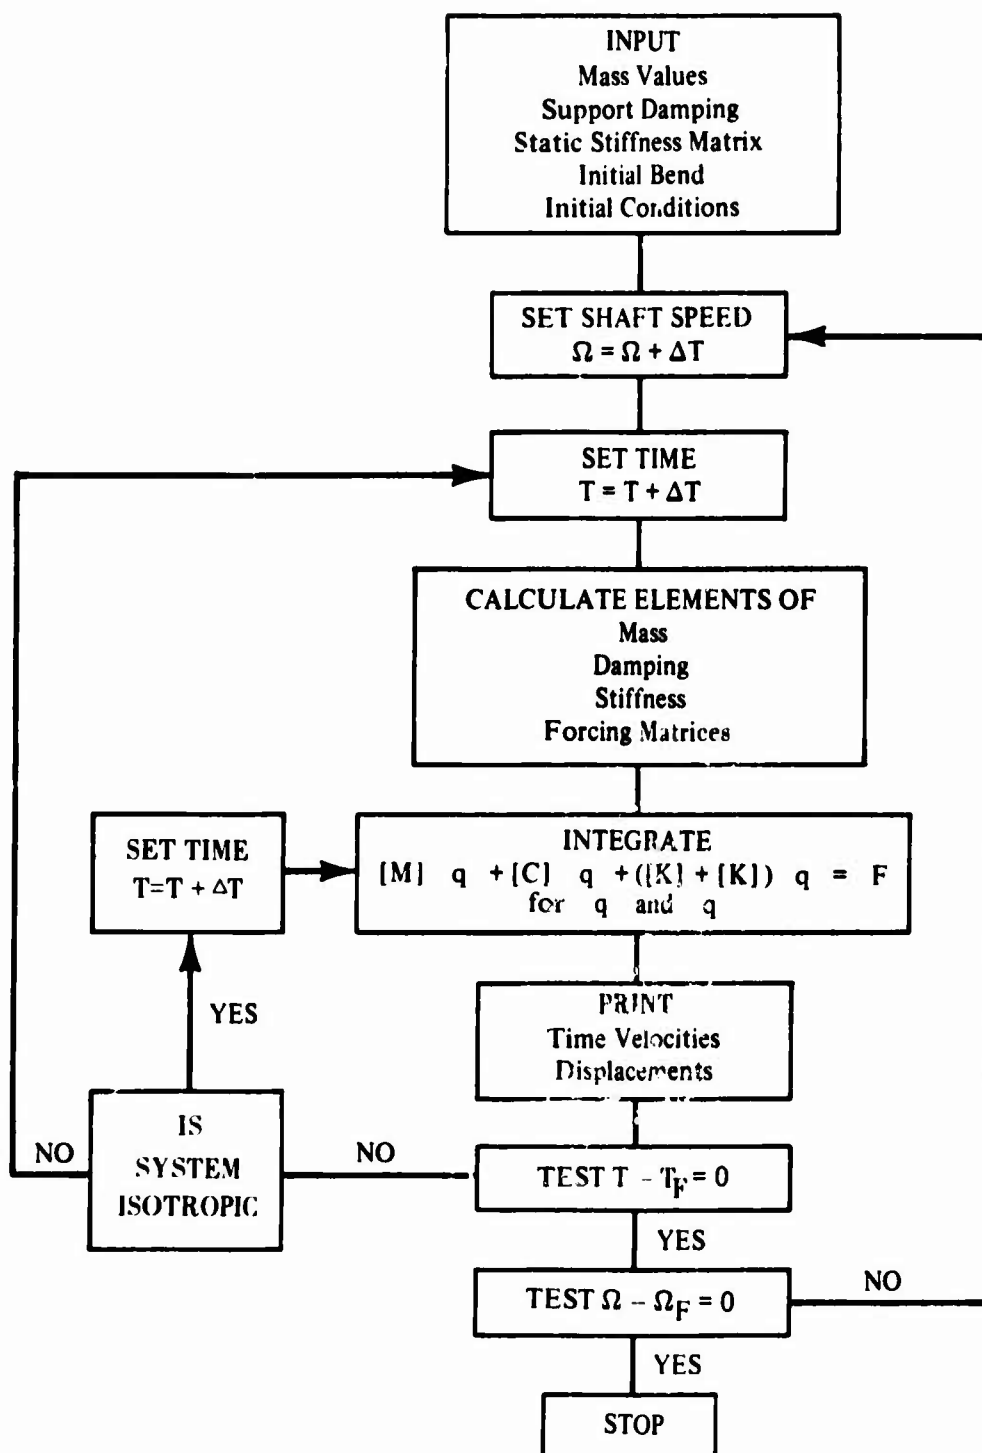 INPUT
Mass Values
Support Damping
Static Stiffness Matrix
Initial Bend
Initial Conditions
SET SHAFT SPEED
Ω = Ω + ΔT
SET TIME
T = T + ΔT
CALCULATE ELEMENTS OF
Mass
Damping
Stiffness
Forcing Matrices
SET TIME
T=T + ΔT
INTEGRATE
[M] q + [C] q + ([K] + [K]) q = F
for q and q
YES
PRINT
Time Velocities
Displacements
NO
IS
SYSTEM
ISOTROPIC
NO
TEST T – T_F = 0
YES
TEST Ω – Ω_F = 0
NO
YES
STOP